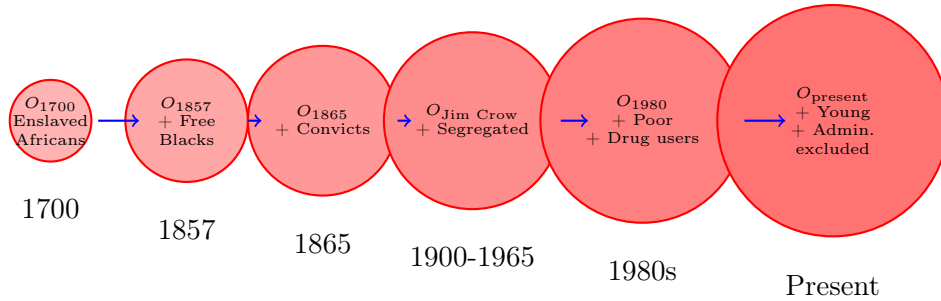 O1700
Enslaved
Africans
O1857
+ Free
Blacks
O1865
+ Convicts
OJim Crow
+ Segregated
O1980
+ Poor
+ Drug users
Opresent
+ Young
+ Admin.
excluded
1700
1857
1865
1900-1965
1980s
Present